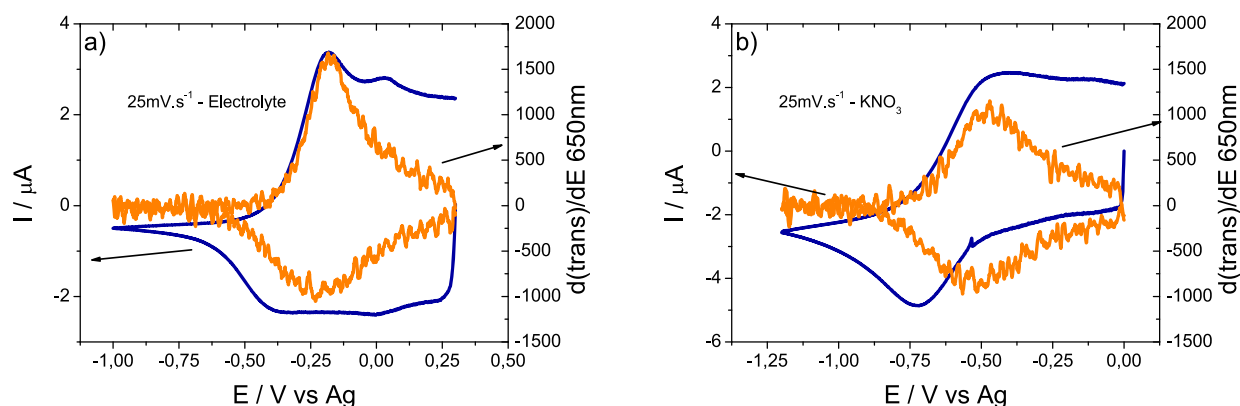 a)
25mV.s⁻¹ - Electrolyte
I / μA
4
2
0
-2
2000
1500
1000
500
0
-500
-1000
-1500
d(trans)/dE 650nm
-1,00 -0,75 -0,50 -0,25 0,00 0,25 0,50
E / V vs Ag
b)
25mV.s⁻¹ - KNO₃
I / μA
4
2
0
-2
-4
-6
2000
1500
1000
500
0
-500
-1000
-1500
d(trans)/dE 650nm
-1,25 -1,00 -0,75 -0,50 -0,25 0,00
E / V vs Ag